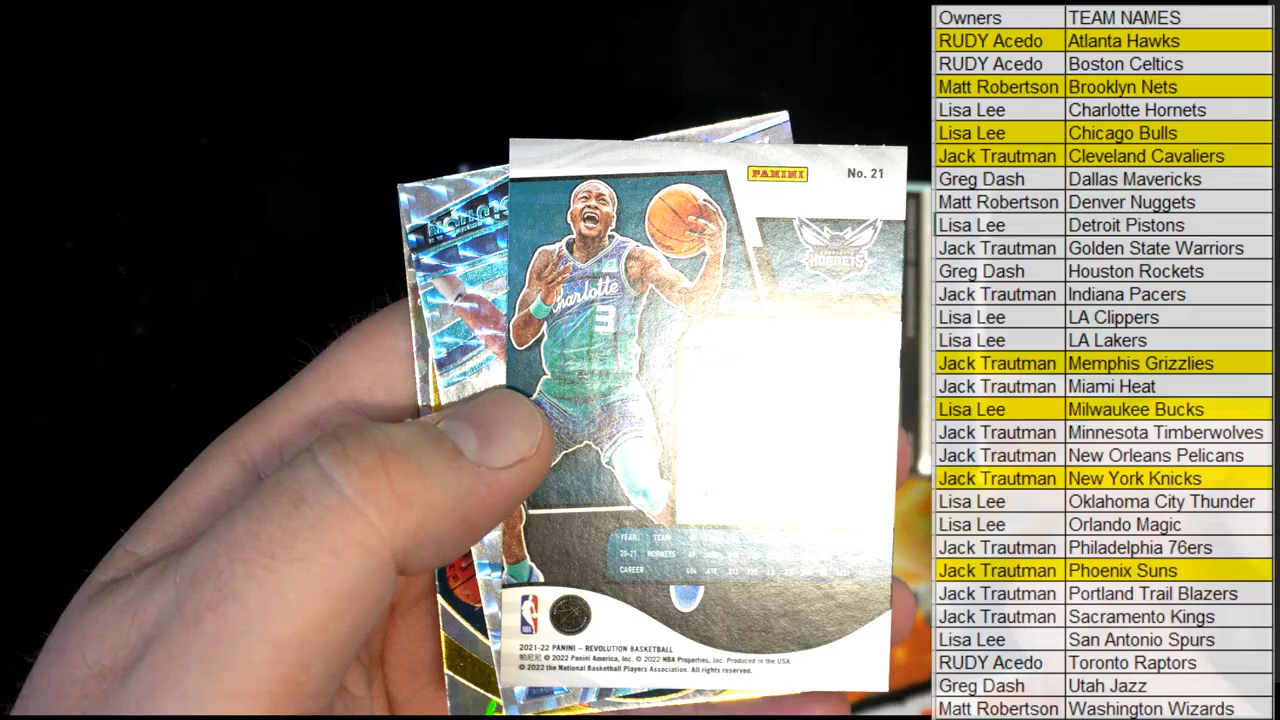 PANINI No. 21
HORNETS
Charlotte
3
YEAR TEAM
20-21 HORNETS
CAREER
NBA
2021-22 PANINI – REVOLUTION BASKETBALL
帕尼尼 © 2022 Panini America, Inc. © 2022 NBA Properties, Inc. Produced in the USA.
© 2022 the National Basketball Players Association. All rights reserved.
Owners TEAM NAMES
RUDY Acedo Atlanta Hawks
RUDY Acedo Boston Celtics
Matt Robertson Brooklyn Nets
Lisa Lee Charlotte Hornets
Lisa Lee Chicago Bulls
Jack Trautman Cleveland Cavaliers
Greg Dash Dallas Mavericks
Matt Robertson Denver Nuggets
Lisa Lee Detroit Pistons
Jack Trautman Golden State Warriors
Greg Dash Houston Rockets
Jack Trautman Indiana Pacers
Lisa Lee LA Clippers
Lisa Lee LA Lakers
Jack Trautman Memphis Grizzlies
Jack Trautman Miami Heat
Lisa Lee Milwaukee Bucks
Jack Trautman Minnesota Timberwolves
Jack Trautman New Orleans Pelicans
Jack Trautman New York Knicks
Lisa Lee Oklahoma City Thunder
Lisa Lee Orlando Magic
Jack Trautman Philadelphia 76ers
Jack Trautman Phoenix Suns
Jack Trautman Portland Trail Blazers
Jack Trautman Sacramento Kings
Lisa Lee San Antonio Spurs
RUDY Acedo Toronto Raptors
Greg Dash Utah Jazz
Matt Robertson Washington Wizards